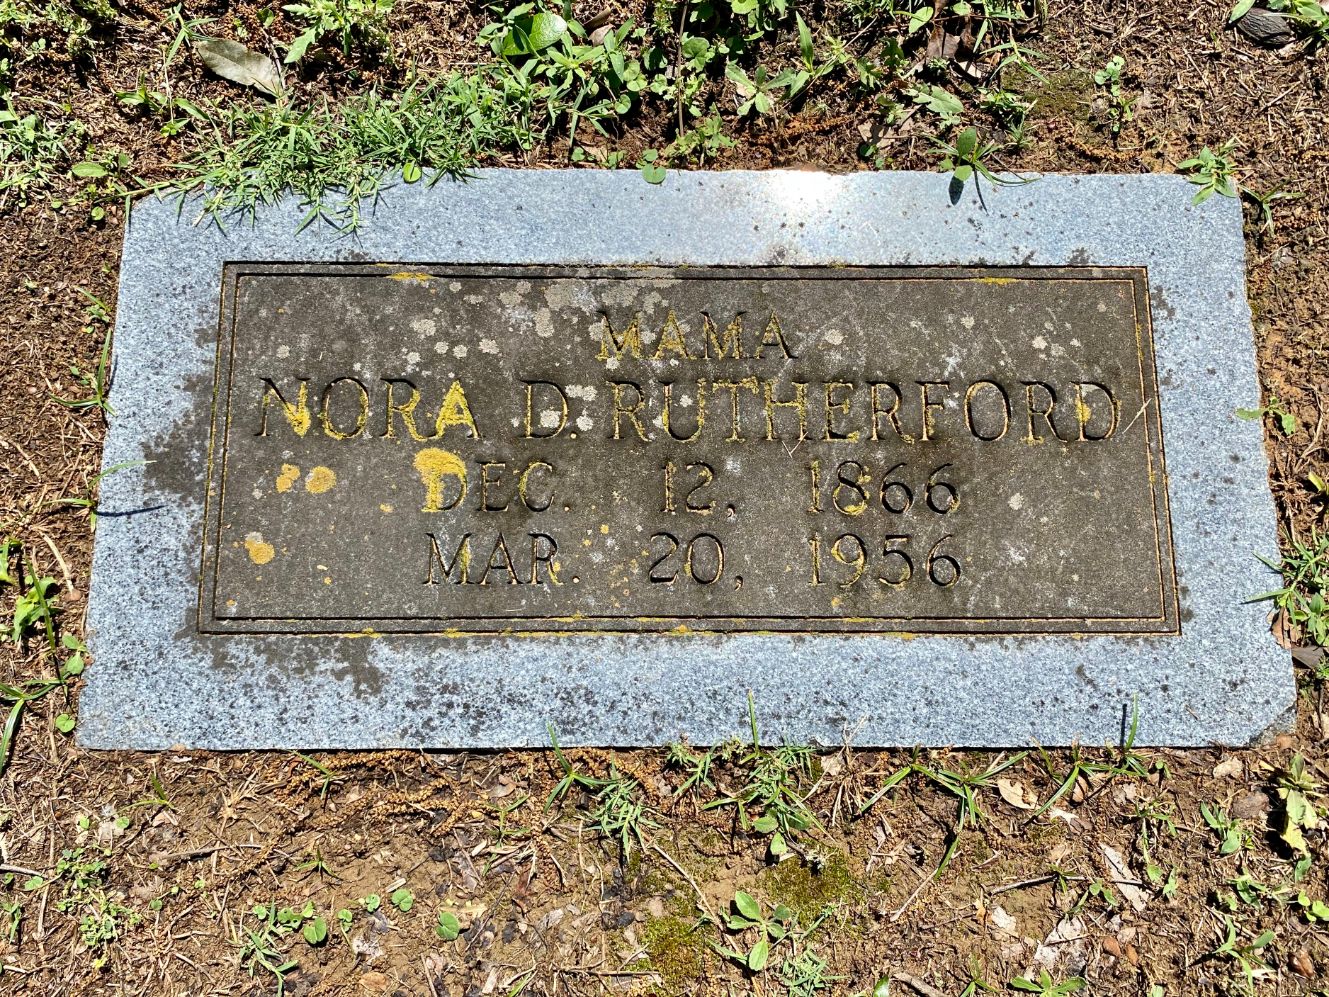 MAMA
NORA D. RUTHERFORD
DEC. 12, 1866
MAR. 20, 1956